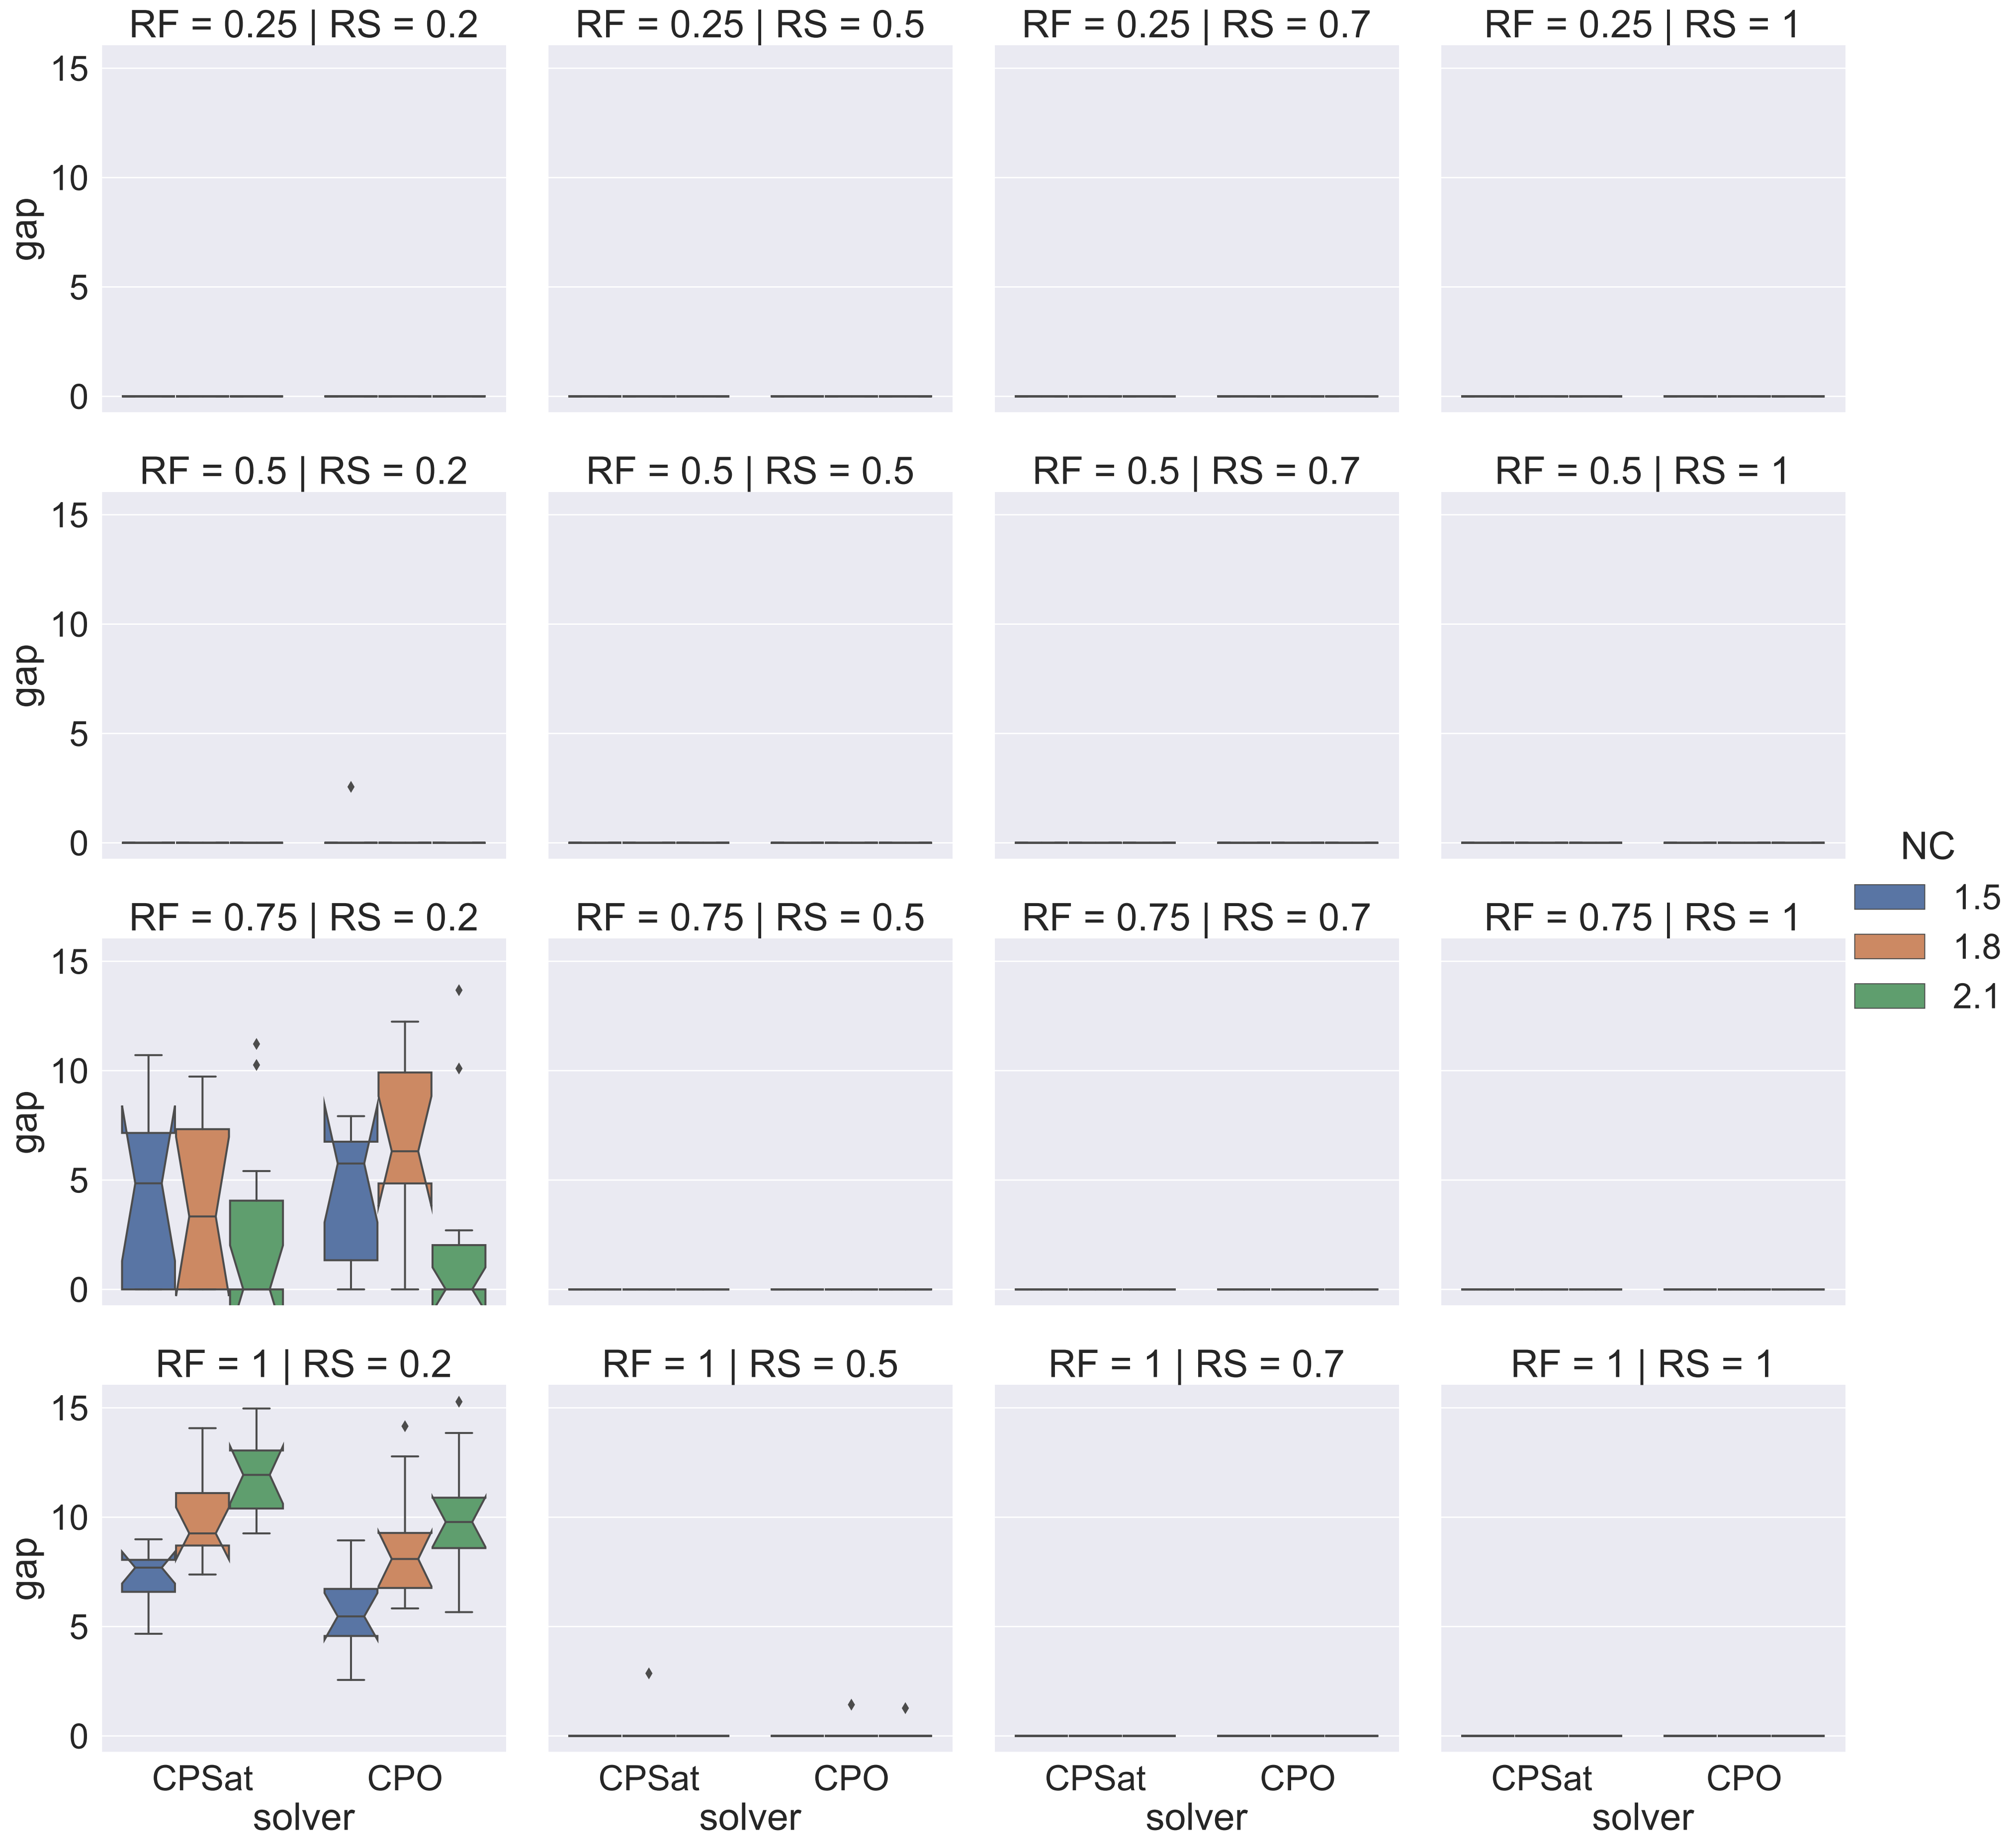 RF = 0.25 | RS = 0.2
RF = 0.25 | RS = 0.5
RF = 0.25 | RS = 0.7
RF = 0.25 | RS = 1
15
10
5
0
gap
RF = 0.5 | RS = 0.2
RF = 0.5 | RS = 0.5
RF = 0.5 | RS = 0.7
RF = 0.5 | RS = 1
15
10
5
0
gap
RF = 0.75 | RS = 0.2
RF = 0.75 | RS = 0.5
RF = 0.75 | RS = 0.7
RF = 0.75 | RS = 1
15
10
5
0
gap
RF = 1 | RS = 0.2
RF = 1 | RS = 0.5
RF = 1 | RS = 0.7
RF = 1 | RS = 1
15
10
5
0
gap
CPSat CPO
solver
CPSat CPO
solver
CPSat CPO
solver
CPSat CPO
solver
NC
1.5
1.8
2.1